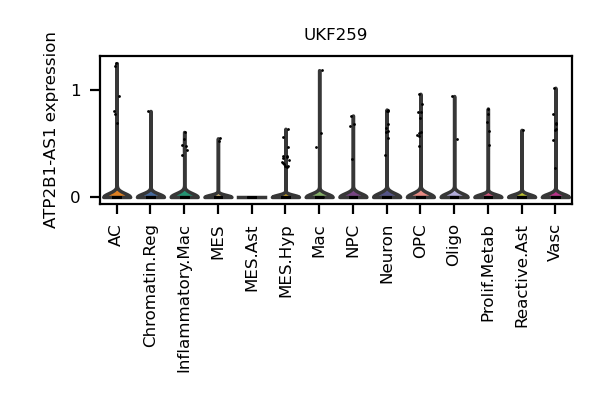 UKF259
ATP2B1-AS1 expression
1
0
AC
Chromatin.Reg
Inflammatory.Mac
MES
MES.Ast
MES.Hyp
Mac
NPC
Neuron
OPC
Oligo
Prolif.Metab
Reactive.Ast
Vasc